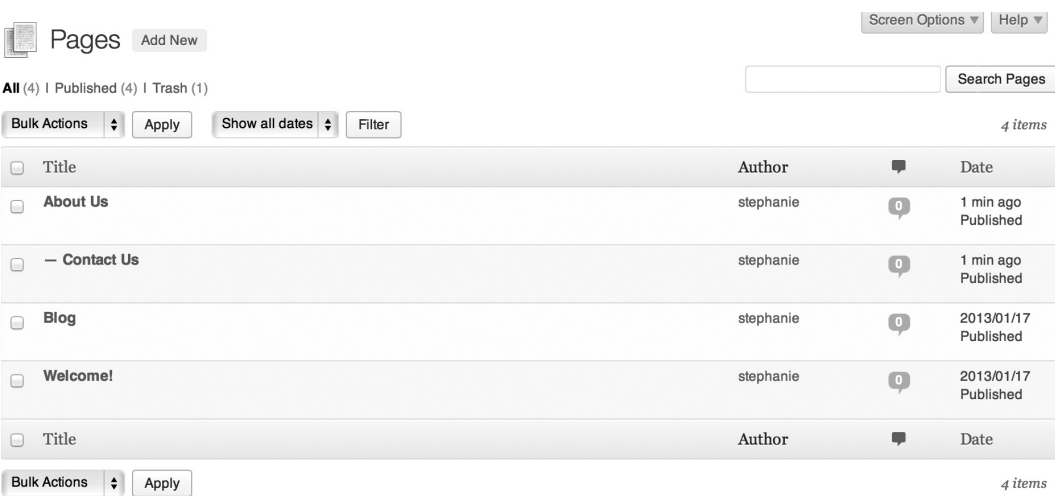 Screen Options ▼ Help ▼
Pages Add New
All (4) | Published (4) | Trash (1)
Search Pages
Bulk Actions Apply Show all dates Filter 4 items
Title Author Date
About Us stephanie 0 1 min ago
Published
— Contact Us stephanie 0 1 min ago
Published
Blog stephanie 0 2013/01/17
Published
Welcome! stephanie 0 2013/01/17
Published
Title Author Date
Bulk Actions Apply 4 items